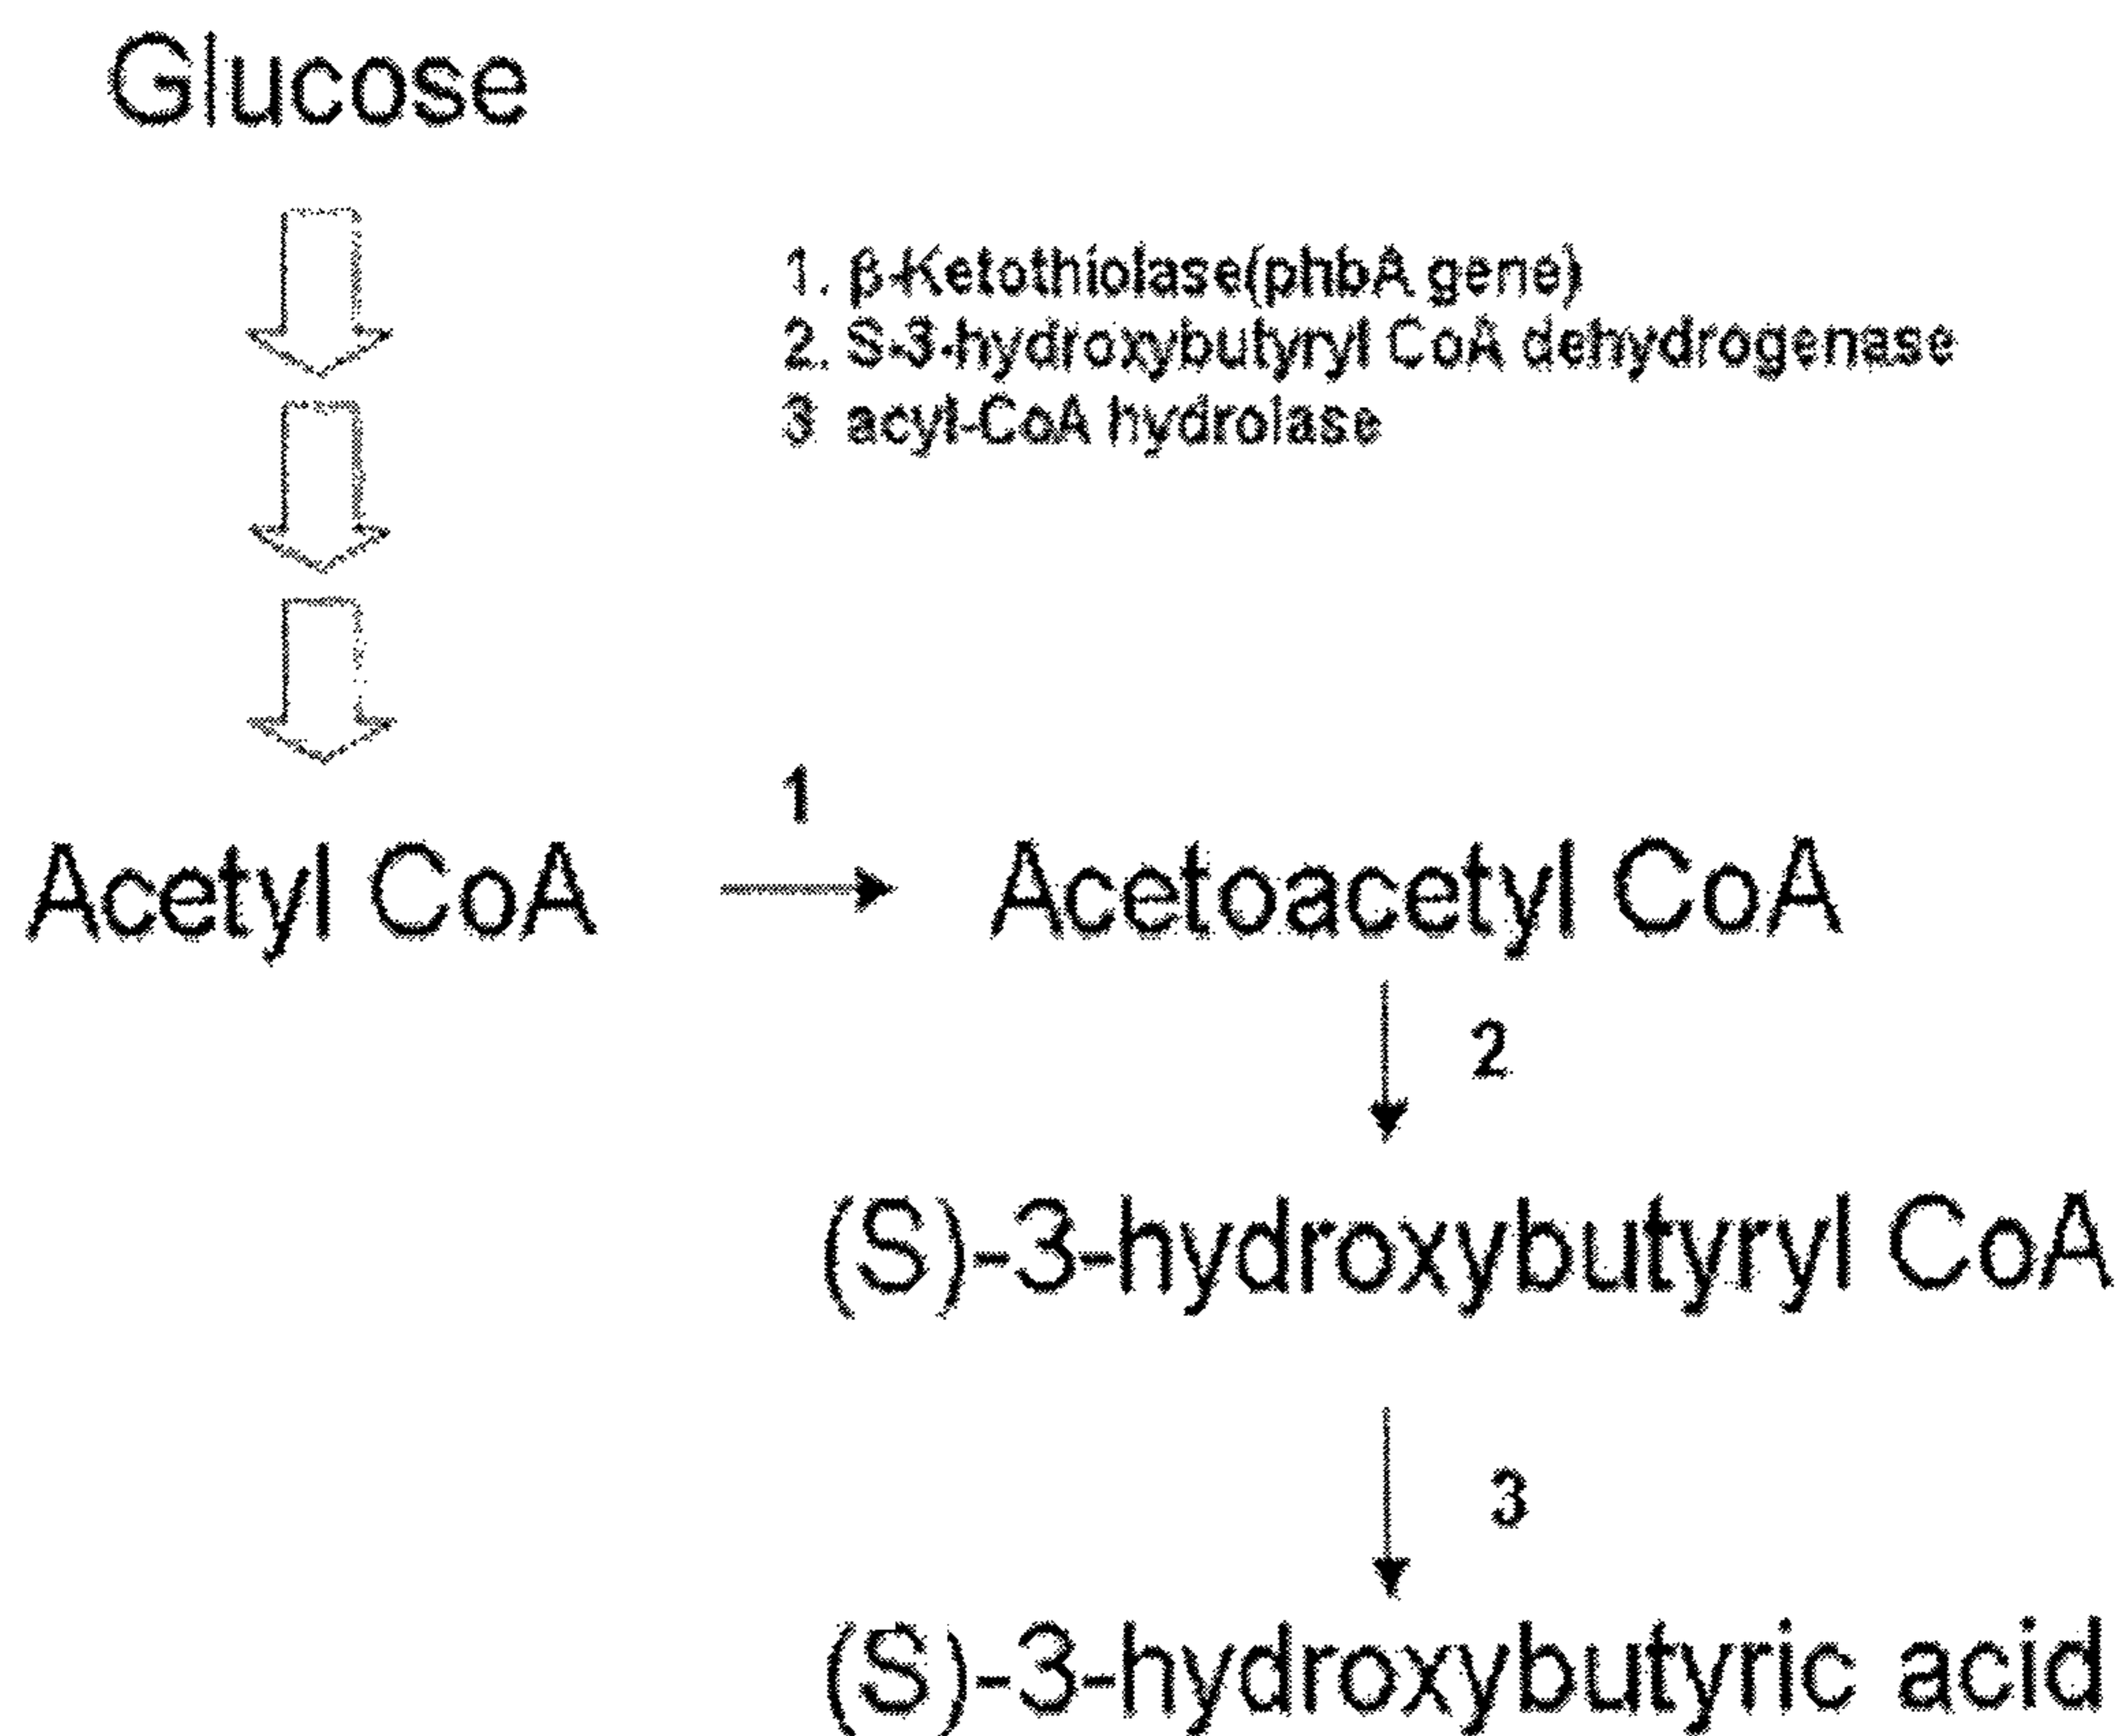 Glucose
1. β-Ketothiolase(phbA gene)
2. S-3-hydroxybutyryl CoA dehydrogenase
3 acyl-CoA hydrolase
1
Acetyl CoA
Acetoacetyl CoA
2
(S)-3-hydroxybutyryl CoA
3
(S)-3-hydroxybutyric acid